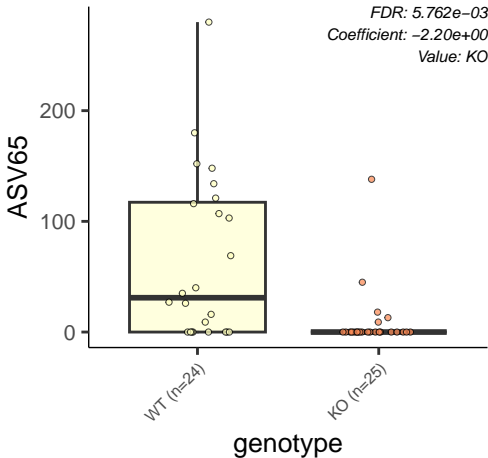 FDR: 5.762e−03
Coefficient: −2.20e+00
Value: KO
ASV65
200
100
0
WT (n=24)
KO (n=25)
genotype